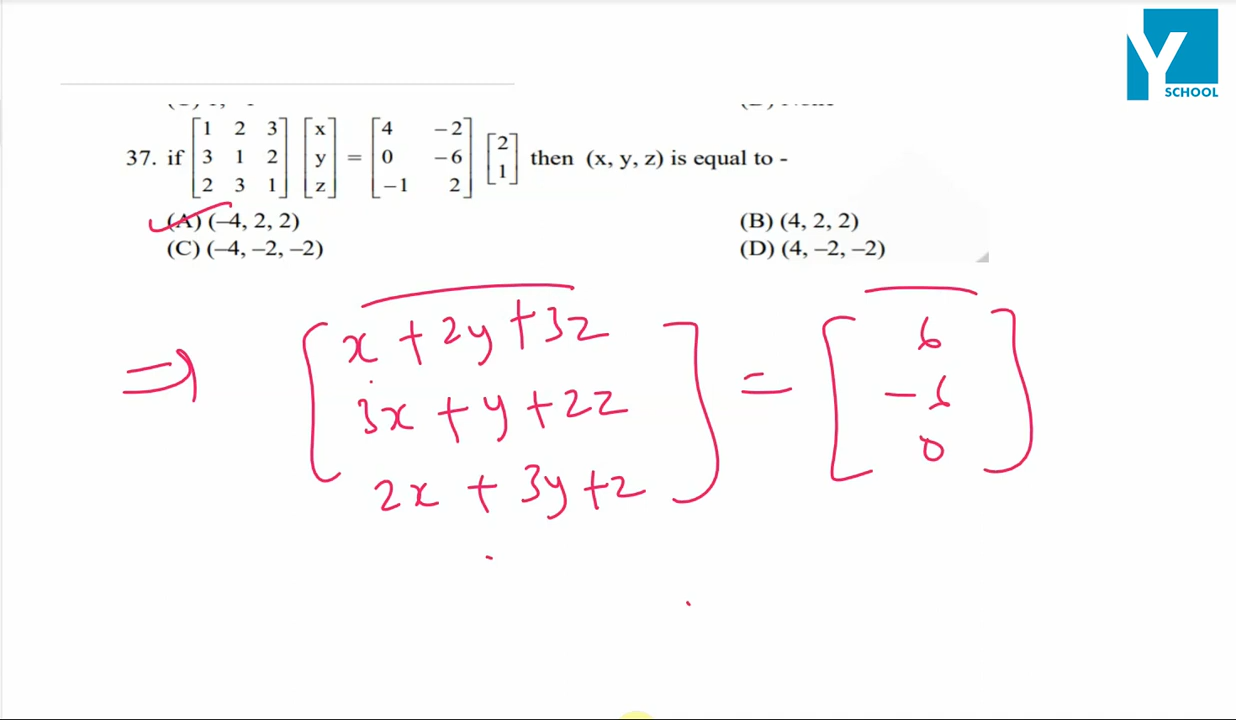 Y SCHOOL
37. if [1 2 3] [x] = [4 -2] [2] then (x, y, z) is equal to -
[3 1 2] [y] [0 -6] [1]
[2 3 1] [z] [-1 2]
(A) (–4, 2, 2) (B) (4, 2, 2)
(C) (–4, –2, –2) (D) (4, –2, –2)
⇒ [x + 2y + 3z] = [6]
[3x + y + 2z] [-6]
[2x + 3y + z] [0]